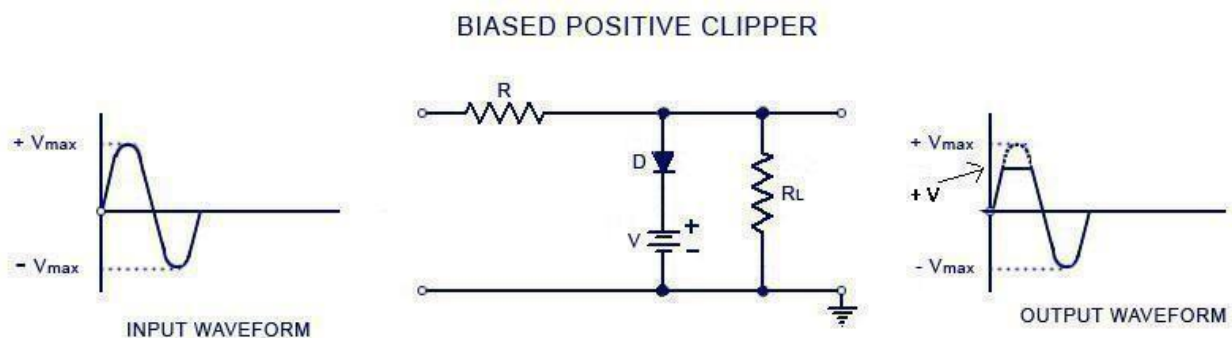 BIASED POSITIVE CLIPPER
+ Vmax
- Vmax
INPUT WAVEFORM
R
D
V
+
-
RL
+ Vmax
+ V
- Vmax
OUTPUT WAVEFORM